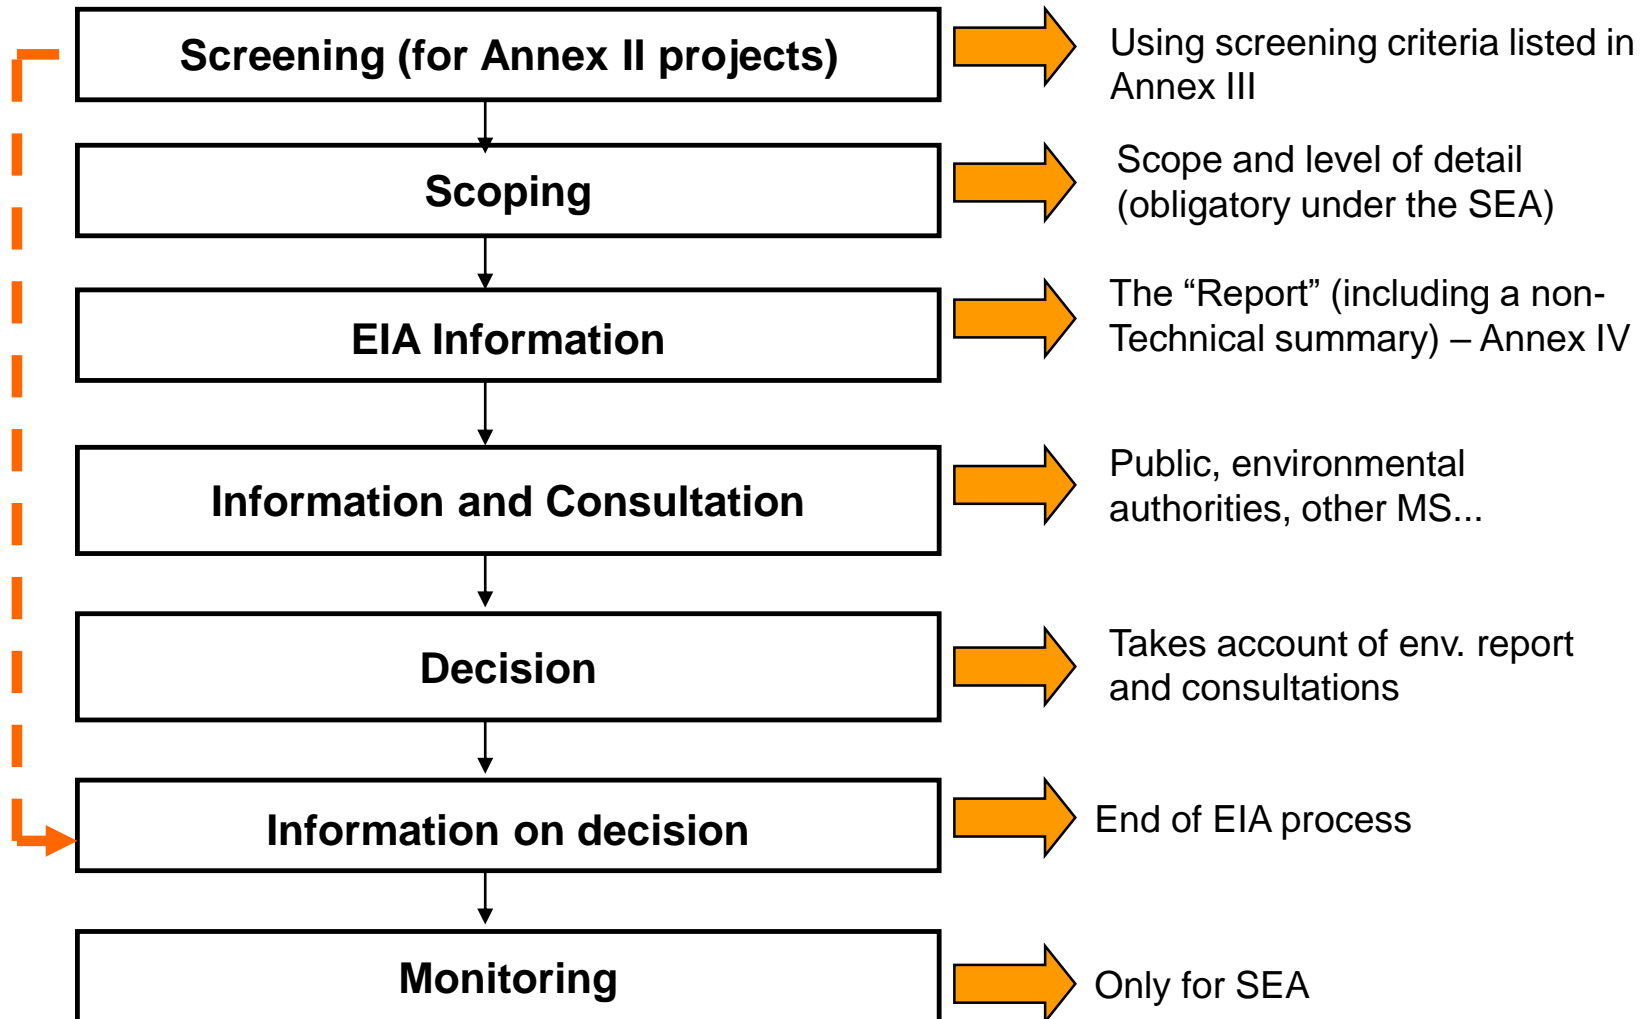 Screening (for Annex II projects)
Using screening criteria listed in
Annex III
Scoping
Scope and level of detail
(obligatory under the SEA)
EIA Information
The “Report” (including a non-
Technical summary) – Annex IV
Information and Consultation
Public, environmental
authorities, other MS...
Decision
Takes account of env. report
and consultations
Information on decision
End of EIA process
Monitoring
Only for SEA